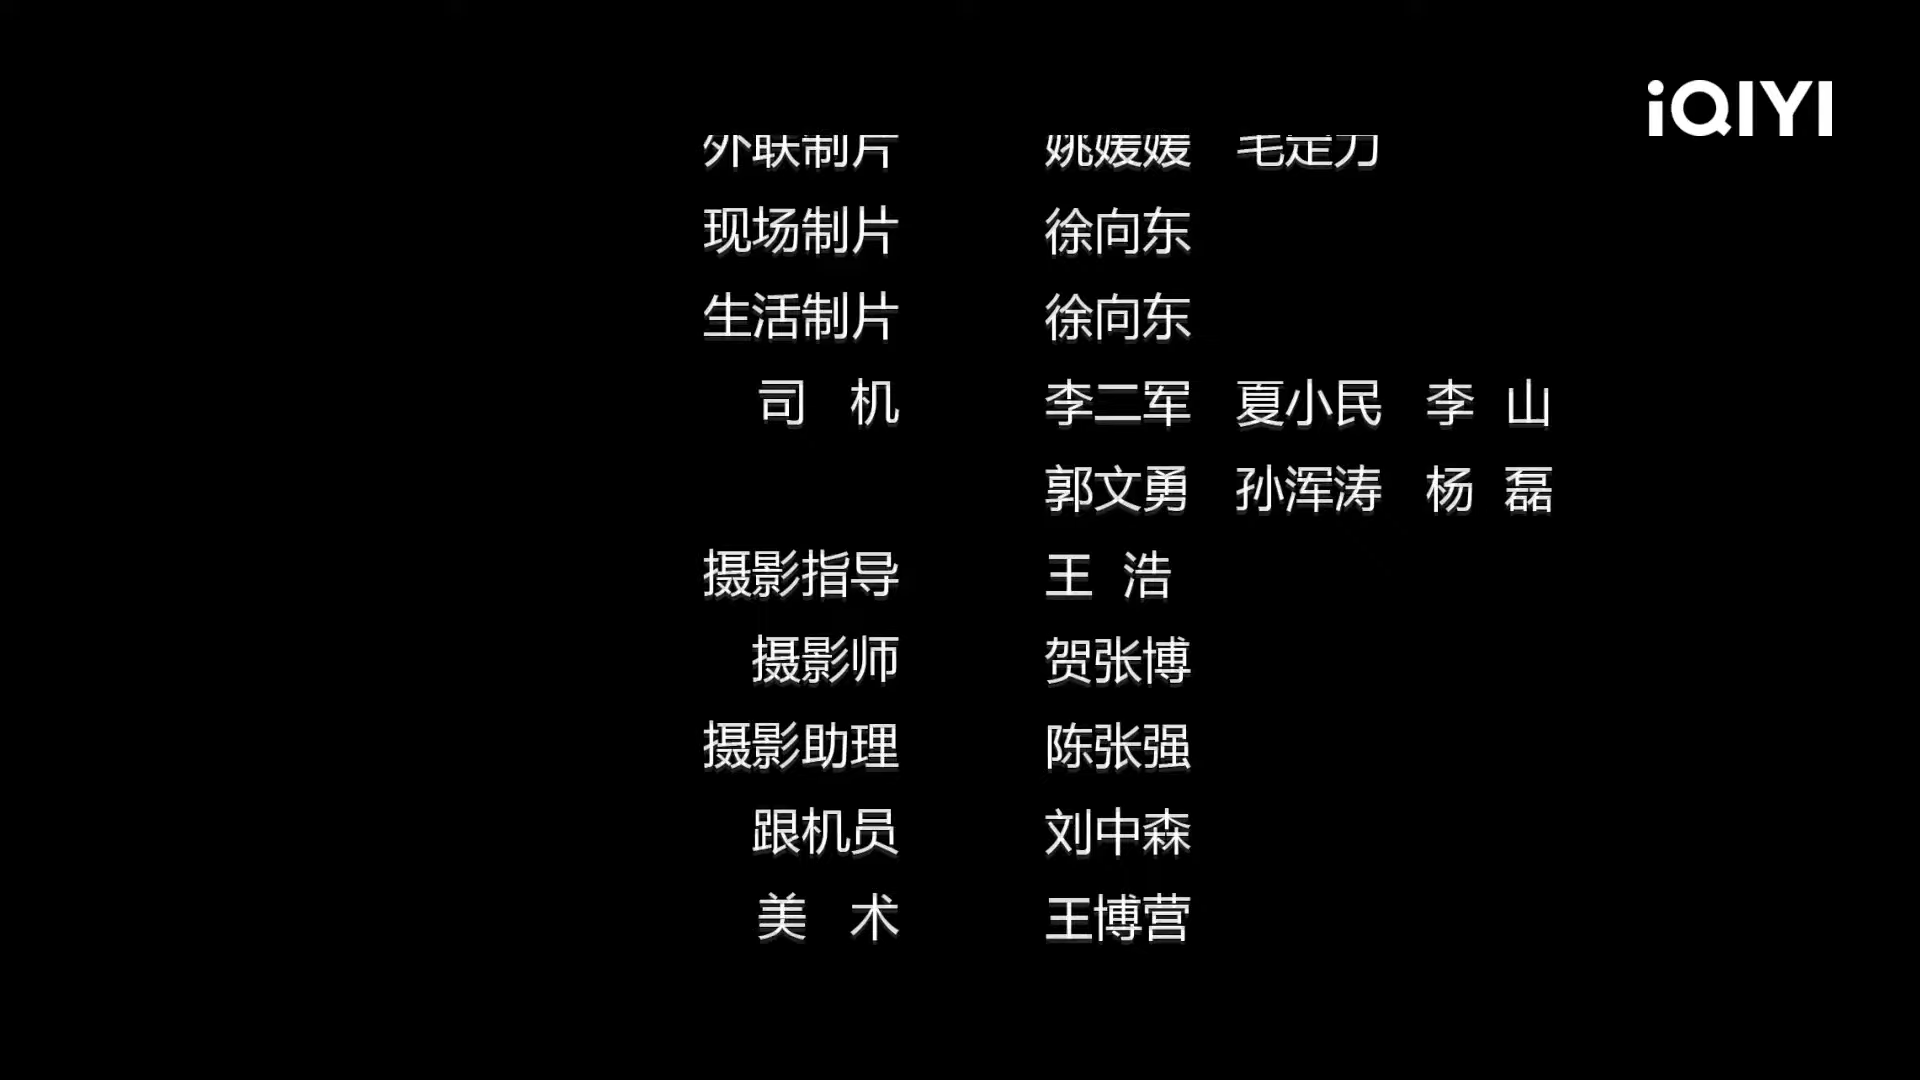 iQIYI
外联制片 姚媛媛
现场制片 徐向东
生活制片 徐向东
司 机 李二军 夏小民 李 山
郭文勇 孙浑涛 杨 磊
摄影指导 王 浩
摄影师 贺张博
摄影助理 陈张强
跟机员 刘中森
美 术 王博营